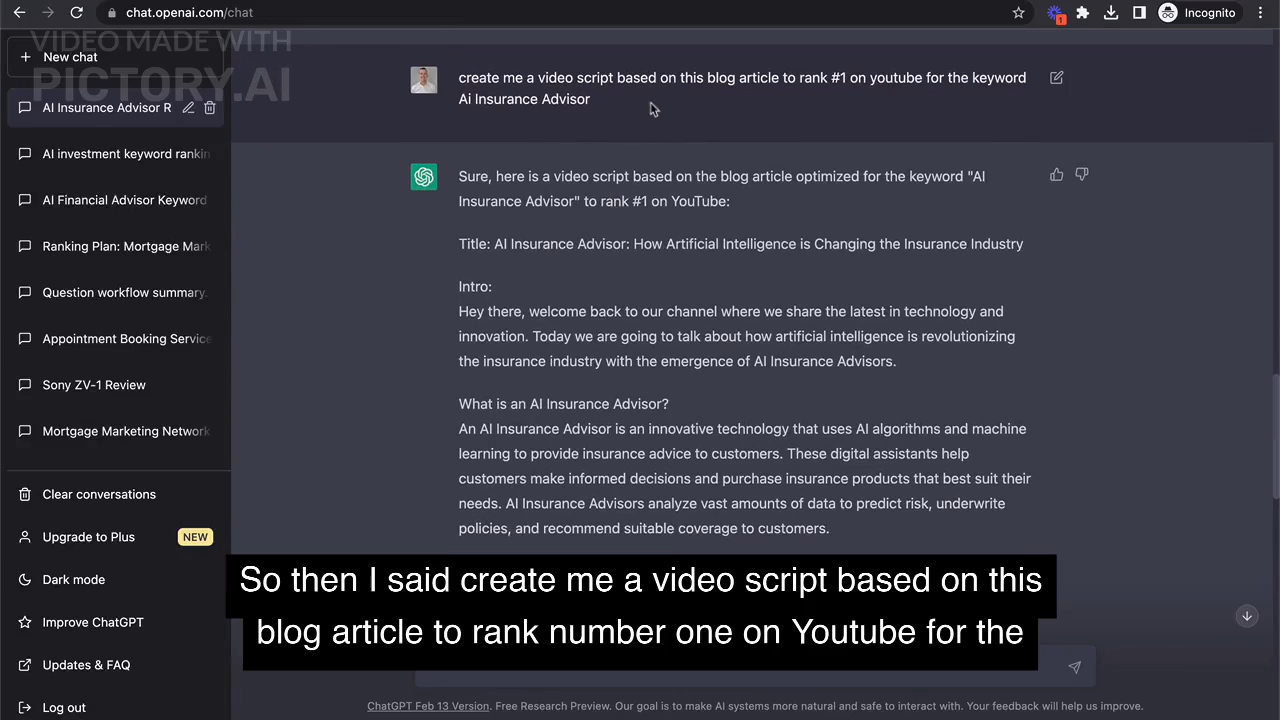 chat.openai.com/chat
1
Incognito
VIDEO MADE WITH
PICTORY.AI
+ New chat
AI Insurance Advisor R
AI investment keyword rankin
AI Financial Advisor Keyword
Ranking Plan: Mortgage Mark
Question workflow summary.
Appointment Booking Service
Sony ZV-1 Review
Mortgage Marketing Network
Clear conversations
Upgrade to Plus NEW
Dark mode
Improve ChatGPT
Updates & FAQ
Log out
create me a video script based on this blog article to rank #1 on youtube for the keyword
Ai Insurance Advisor
Sure, here is a video script based on the blog article optimized for the keyword "AI
Insurance Advisor" to rank #1 on YouTube:
Title: AI Insurance Advisor: How Artificial Intelligence is Changing the Insurance Industry
Intro:
Hey there, welcome back to our channel where we share the latest in technology and
innovation. Today we are going to talk about how artificial intelligence is revolutionizing
the insurance industry with the emergence of AI Insurance Advisors.
What is an AI Insurance Advisor?
An AI Insurance Advisor is an innovative technology that uses AI algorithms and machine
learning to provide insurance advice to customers. These digital assistants help
customers make informed decisions and purchase insurance products that best suit their
needs. AI Insurance Advisors analyze vast amounts of data to predict risk, underwrite
policies, and recommend suitable coverage to customers.
So then I said create me a video script based on this
blog article to rank number one on Youtube for the
ChatGPT Feb 13 Version. Free Research Preview. Our goal is to make AI systems more natural and safe to interact with. Your feedback will help us improve.